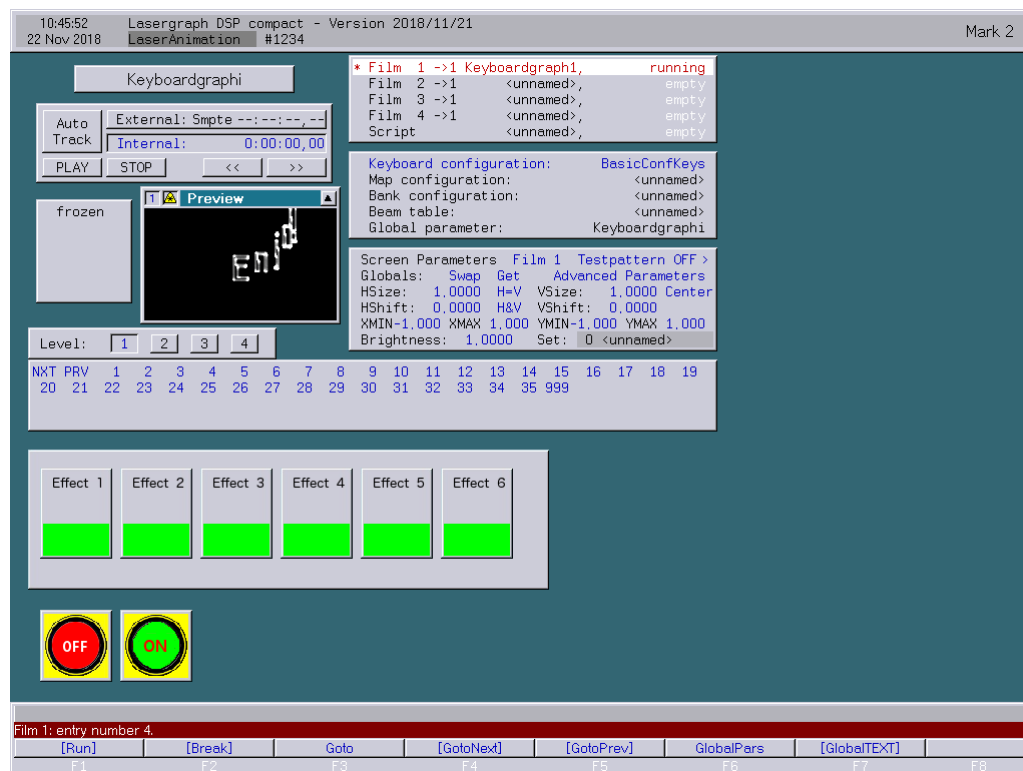 10:45:52 Lasergraph DSP compact - Version 2018/11/21
22 Nov 2018 LaserAnimation #1234
Mark 2
Keyboardgraphi
Auto Track
External: Smpte --:--:--,--
Internal: 0:00:00,00
PLAY STOP << >>
frozen
1 Preview
Enjd
* Film 1 ->1 Keyboardgraph1, running
Film 2 ->1 <unnamed>, empty
Film 3 ->1 <unnamed>, empty
Film 4 ->1 <unnamed>, empty
Script <unnamed>, empty
Keyboard configuration: BasicConfKeys
Map configuration: <unnamed>
Bank configuration: <unnamed>
Beam table: <unnamed>
Global parameter: Keyboardgraphi
Screen Parameters Film 1 Testpattern OFF >
Globals: Swap Get Advanced Parameters
HSize: 1,0000 H=V VSize: 1,0000 Center
HShift: 0,0000 H&V VShift: 0,0000
XMIN-1,000 XMAX 1,000 YMIN-1,000 YMAX 1,000
Brightness: 1,0000 Set: 0 <unnamed>
Level: 1 2 3 4
NXT PRV 1 2 3 4 5 6 7 8 9 10 11 12 13 14 15 16 17 18 19
20 21 22 23 24 25 26 27 28 29 30 31 32 33 34 35 999
Effect 1 Effect 2 Effect 3 Effect 4 Effect 5 Effect 6
OFF ON
Film 1: entry number 4.
[Run] [Break] Goto [GotoNext] [GotoPrev] GlobalPars [GlobalTEXT]
F1 F2 F3 F4 F5 F6 F7 F8